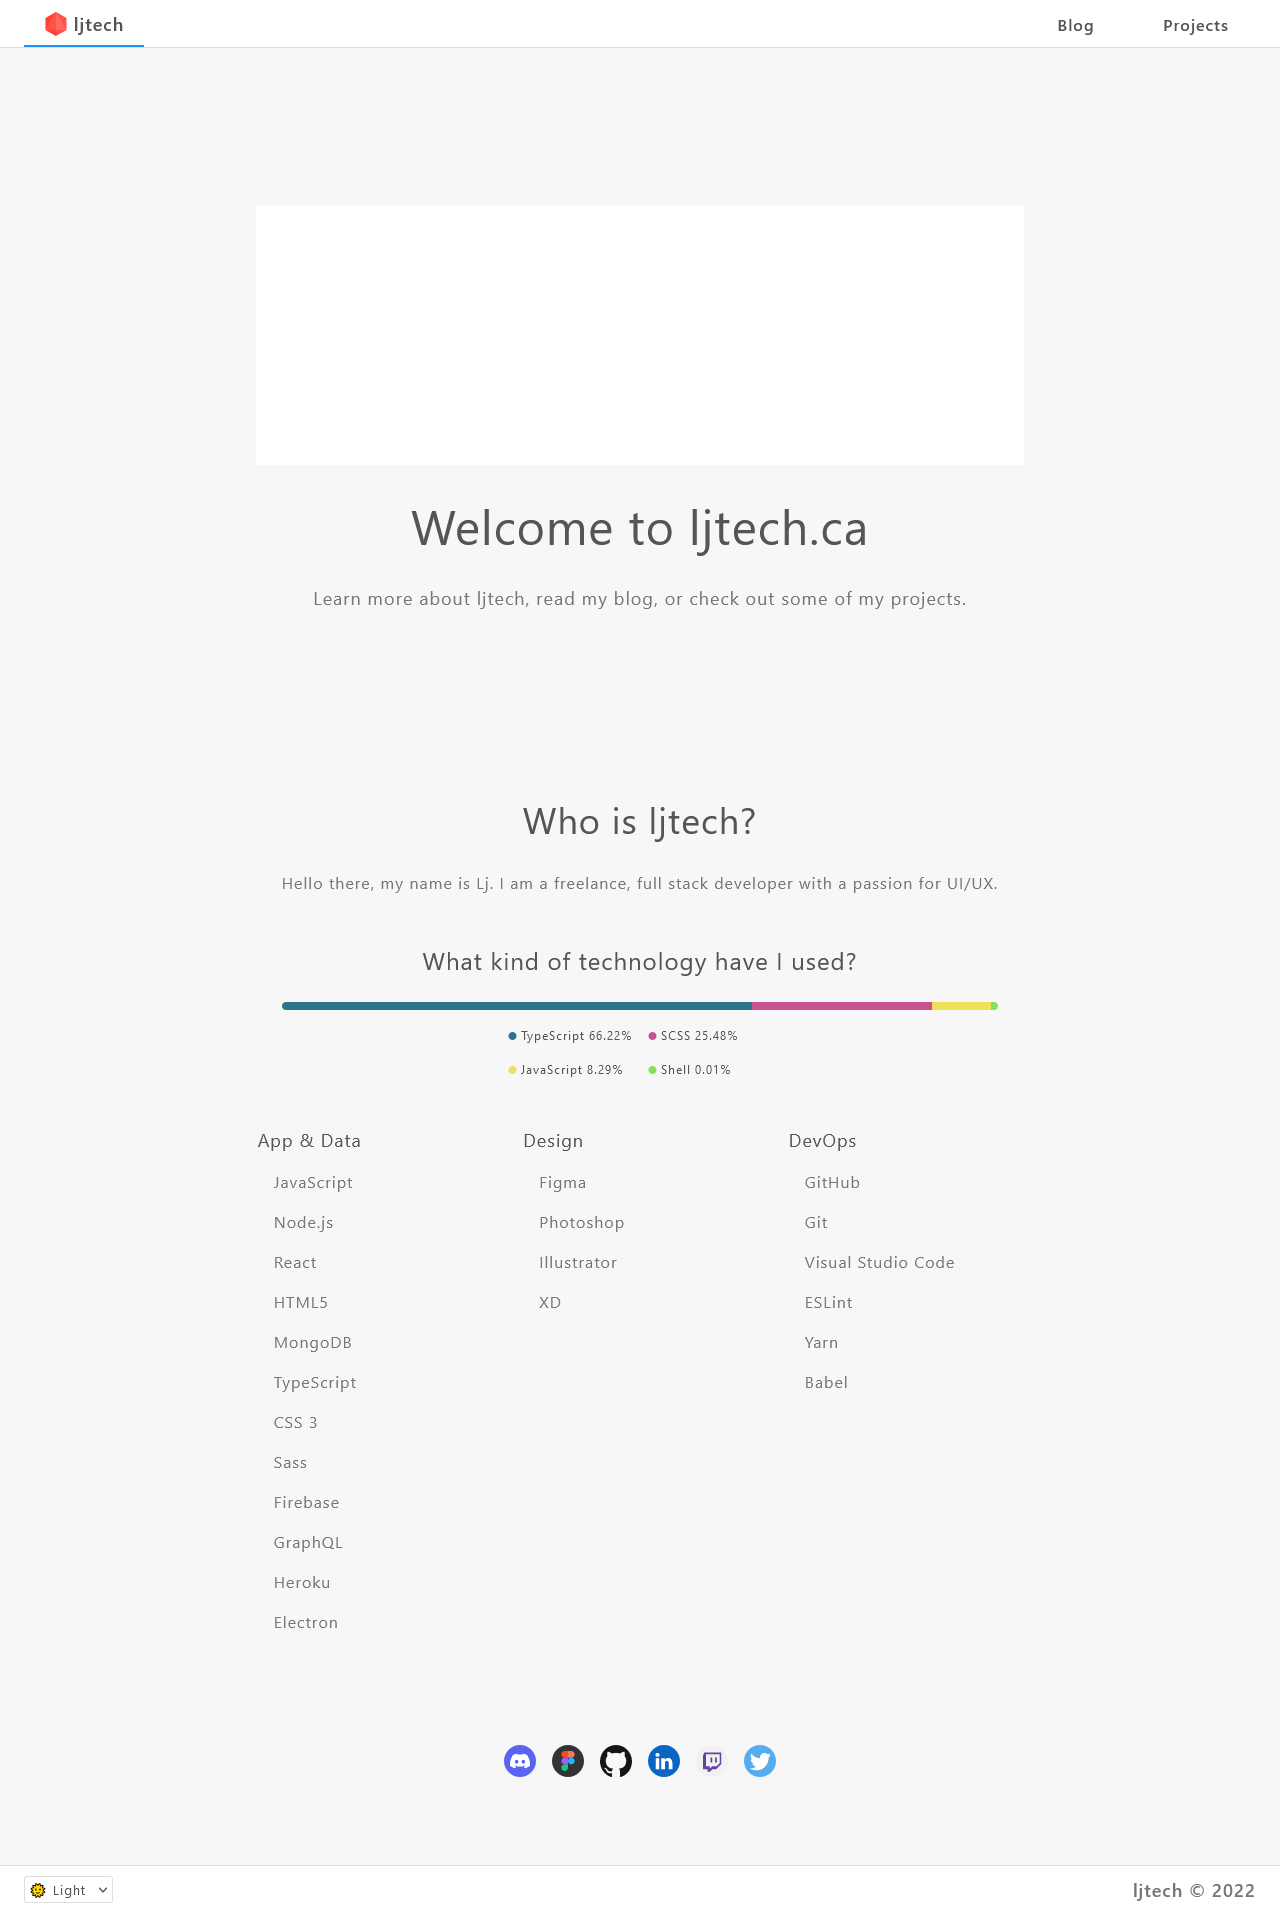 ljtech
Blog
Projects
Welcome to ljtech.ca
Learn more about ljtech, read my blog, or check out some of my projects.
Who is ljtech?
Hello there, my name is Lj. I am a freelance, full stack developer with a passion for UI/UX.
What kind of technology have I used?
TypeScript 66.22%
SCSS 25.48%
JavaScript 8.29%
Shell 0.01%
App & Data
JavaScript
Node.js
React
HTML5
MongoDB
TypeScript
CSS 3
Sass
Firebase
GraphQL
Heroku
Electron
Design
Figma
Photoshop
Illustrator
XD
DevOps
GitHub
Git
Visual Studio Code
ESLint
Yarn
Babel
in
Light
ljtech © 2022